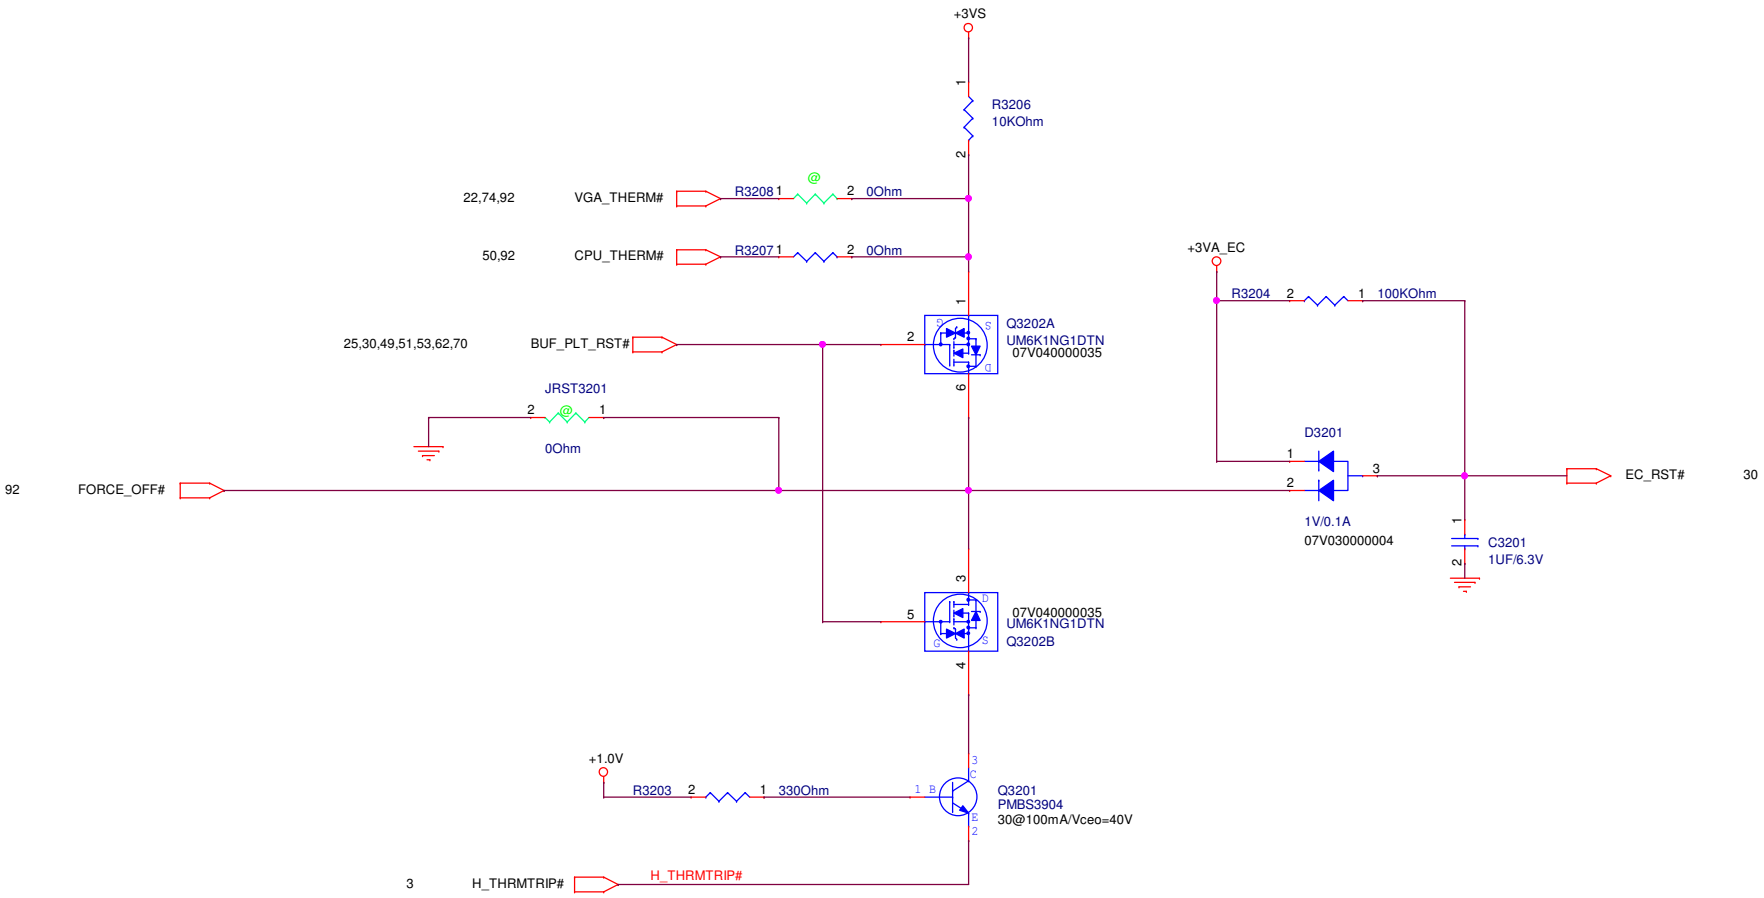 +3VS
1
R3206
10KOhm
2
@
22,74,92 VGA_THERM# R3208 1 2 0Ohm
50,92 CPU_THERM# R3207 1 2 0Ohm
+3VA_EC
R3204 2 1 100KOhm
1
G S
Q3202A
25,30,49,51,53,62,70 BUF_PLT_RST# 2 UM6K1NG1DTN
07V040000035
D
6
JRST3201
2 @ 1
0Ohm
D3201
1
3
EC_RST# 30
92 FORCE_OFF# 2
1V/0.1A
07V030000004
1
C3201
1UF/6.3V
2
3
D
07V040000035
5 UM6K1NG1DTN
G S
Q3202B
4
+1.0V
3
C
R3203 2 1 330Ohm 1 B Q3201
PMBS3904
E 30@100mA/Vceo=40V
2
3 H_THRMTRIP# H_THRMTRIP#